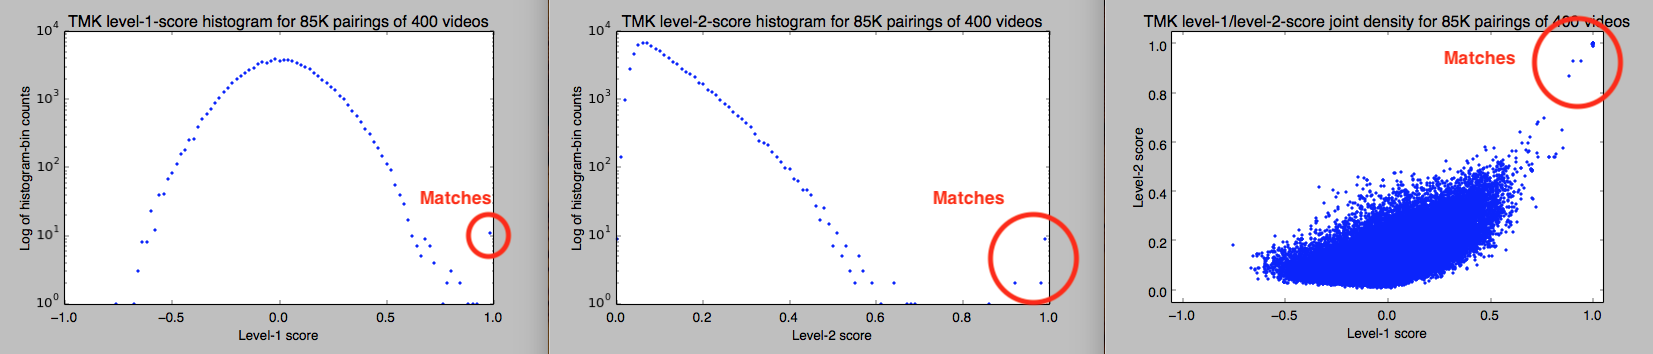 TMK level-1-score histogram for 85K pairings of 400 videos
Log of histogram-bin counts
10^4
10^3
10^2
10^1
10^0
Matches
−1.0 −0.5 0.0 0.5 1.0
Level-1 score
TMK level-2-score histogram for 85K pairings of 400 videos
Log of histogram-bin counts
10^4
10^3
10^2
10^1
10^0
Matches
0.0 0.2 0.4 0.6 0.8 1.0
Level-2 score
TMK level-1/level-2-score joint density for 85K pairings of 400 videos
Level-2 score
1.0
0.8
0.6
0.4
0.2
0.0
Matches
−1.0 −0.5 0.0 0.5 1.0
Level-1 score